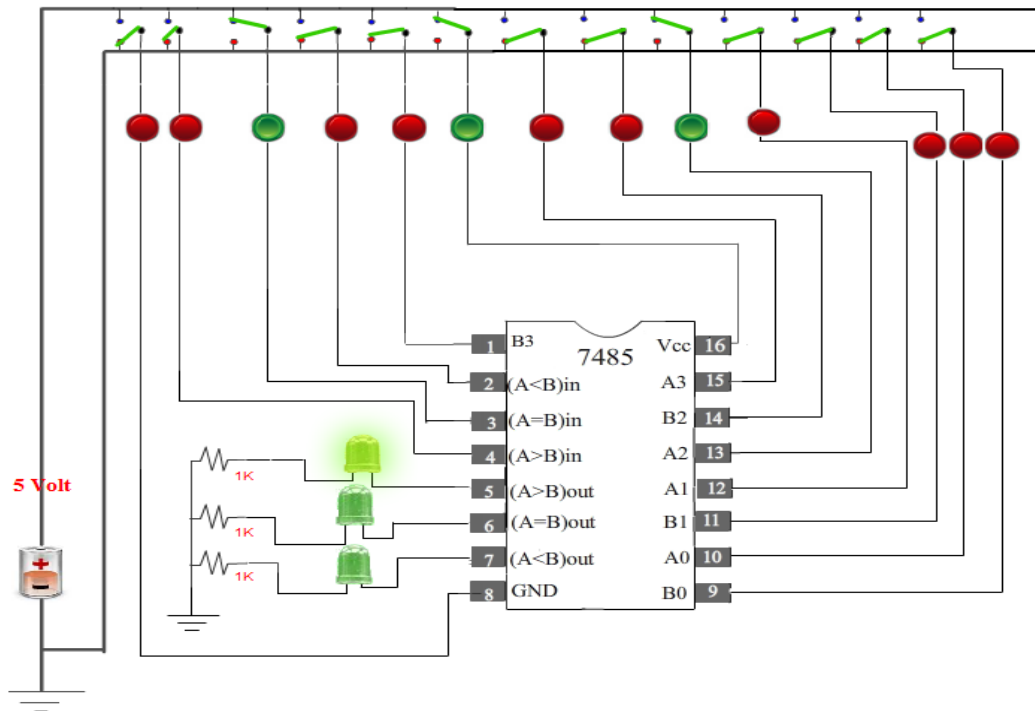 7485
1 B3
2 (A<B)in
3 (A=B)in
4 (A>B)in
5 (A>B)out
6 (A=B)out
7 (A<B)out
8 GND
Vcc 16
A3 15
B2 14
A2 13
A1 12
B1 11
A0 10
B0 9
1K
1K
1K
5 Volt